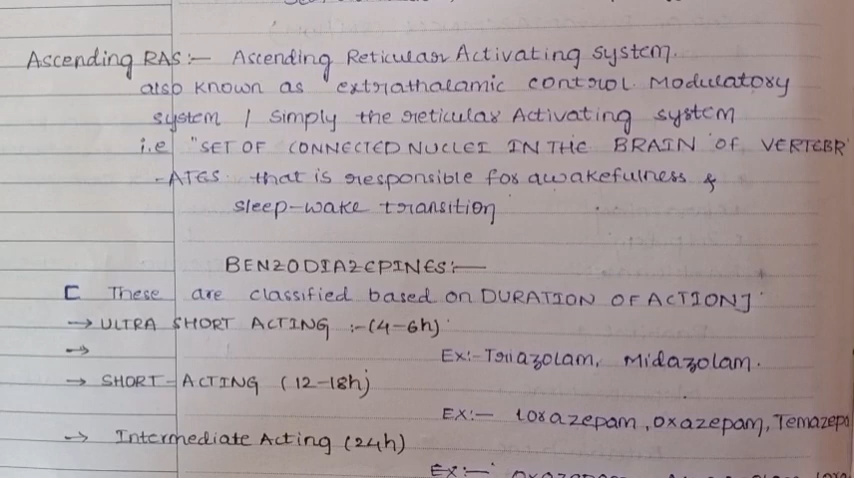 Ascending RAS:- Ascending Reticular Activating system.
also known as extrathalamic control Modulatory
system / simply the reticular Activating system
i.e "SET OF CONNECTED NUCLEI IN THE BRAIN OF VERTEBR
-ATES that is responsible for awakefulness &
sleep-wake transition
BENZODIAZEPINES:-
[ These are classified based on DURATION OF ACTION]
→ ULTRA SHORT ACTING :-(4-6h)
→ Ex:- Triazolam, Midazolam.
→ SHORT-ACTING (12-18h)
Ex:- lorazepam, oxazepam, Temazepa
→ Intermediate Acting (24h)
Ex:-